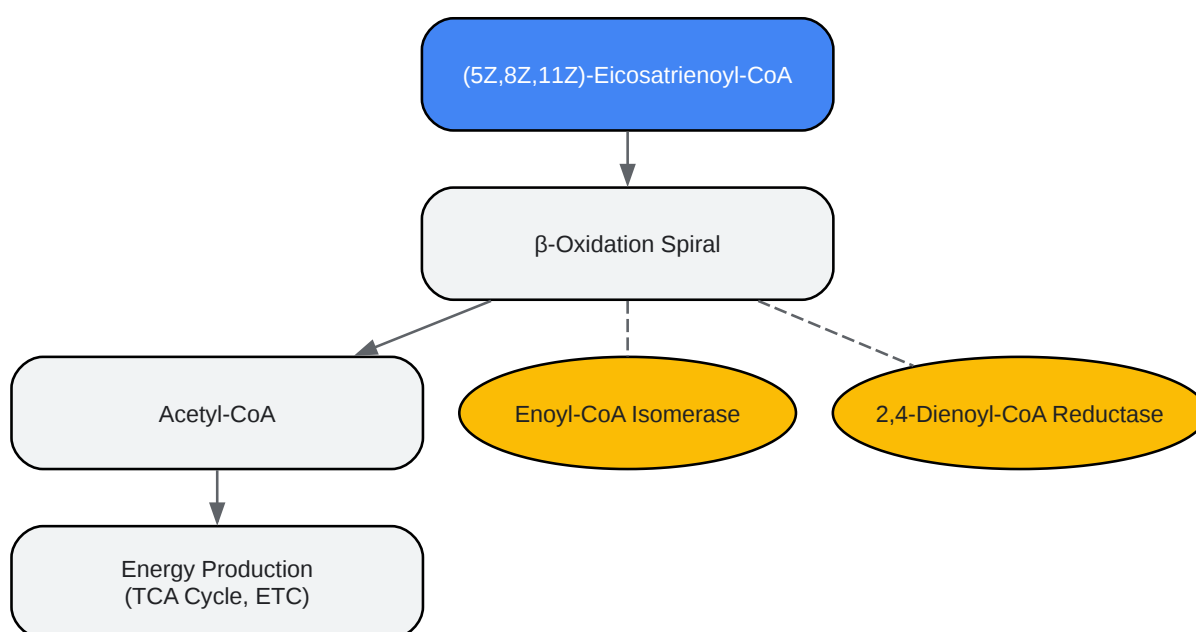 (5Z,8Z,11Z)-Eicosatrienoyl-CoA
β-Oxidation Spiral
Acetyl-CoA
Enoyl-CoA Isomerase
2,4-Dienoyl-CoA Reductase
Energy Production
(TCA Cycle, ETC)